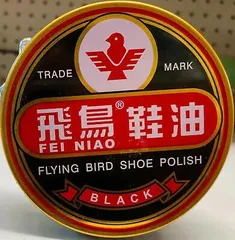 TRADE MARK
飛鳥®鞋油
FEI NIAO
FLYING BIRD SHOE POLISH
BLACK